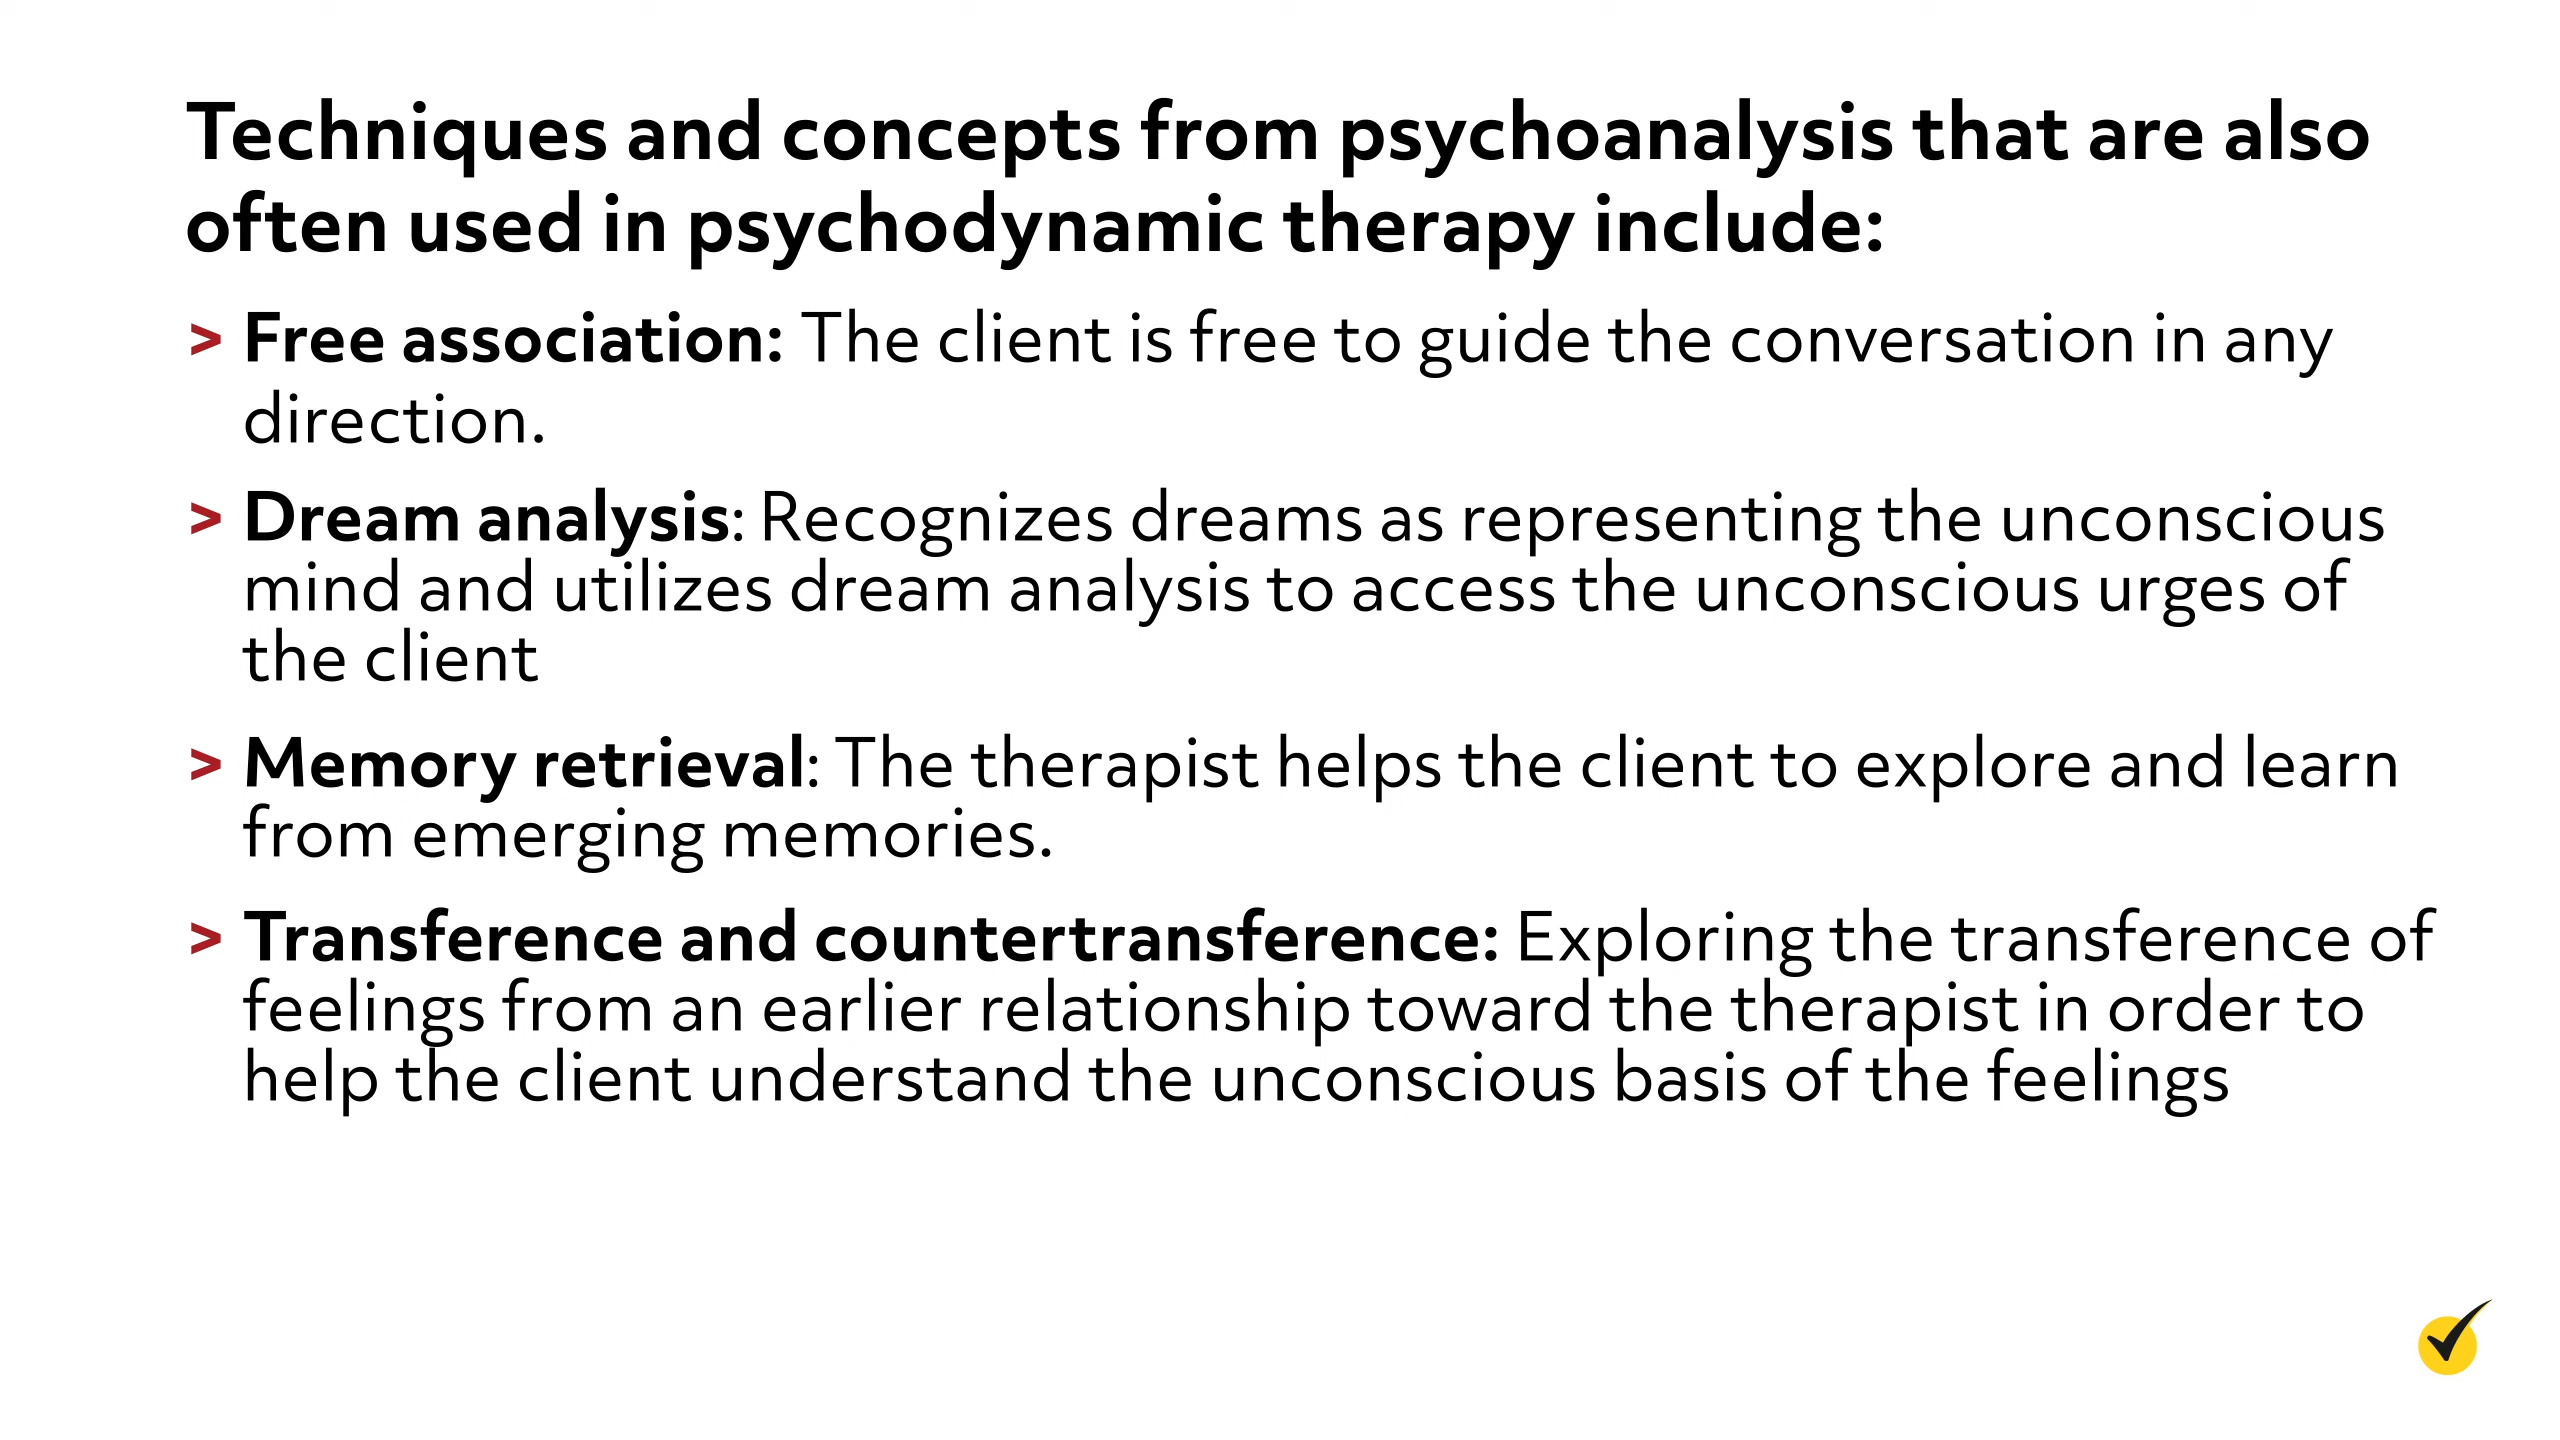 Techniques and concepts from psychoanalysis that are also
often used in psychodynamic therapy include:
> Free association: The client is free to guide the conversation in any
direction.
> Dream analysis: Recognizes dreams as representing the unconscious
mind and utilizes dream analysis to access the unconscious urges of
the client
> Memory retrieval: The therapist helps the client to explore and learn
from emerging memories.
> Transference and countertransference: Exploring the transference of
feelings from an earlier relationship toward the therapist in order to
help the client understand the unconscious basis of the feelings